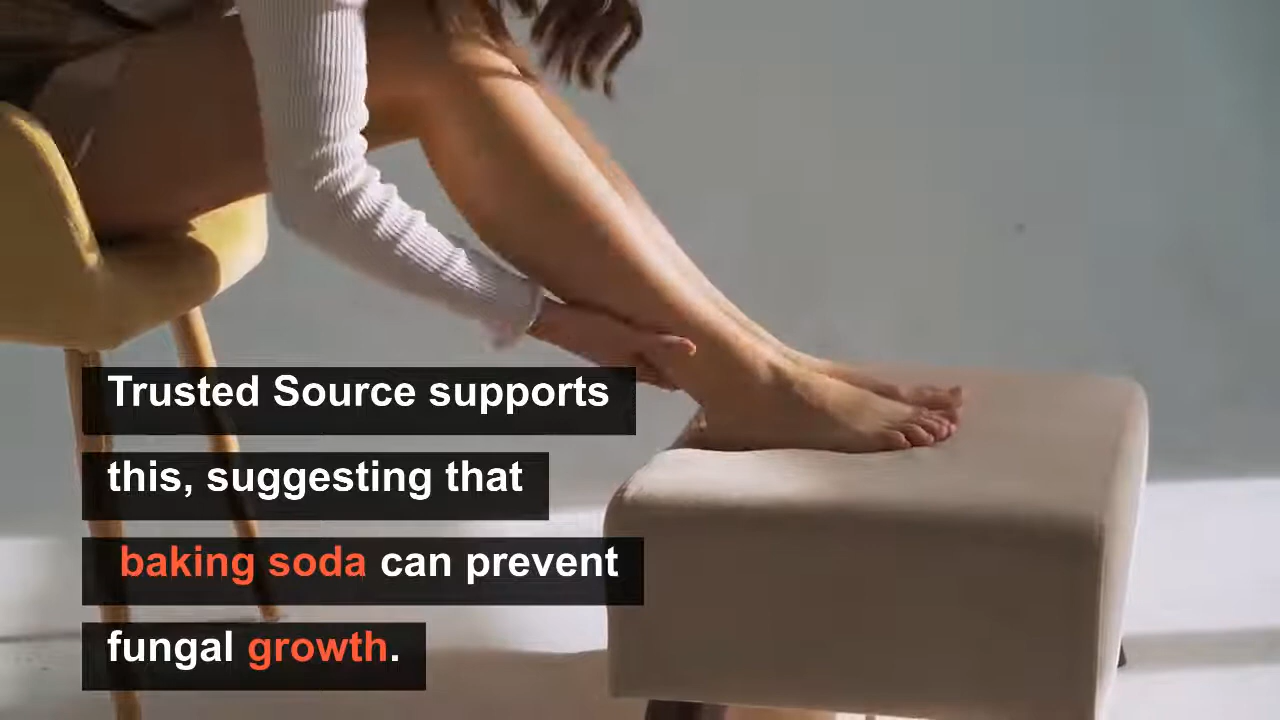 Trusted Source supports
this, suggesting that
baking soda can prevent
fungal growth.